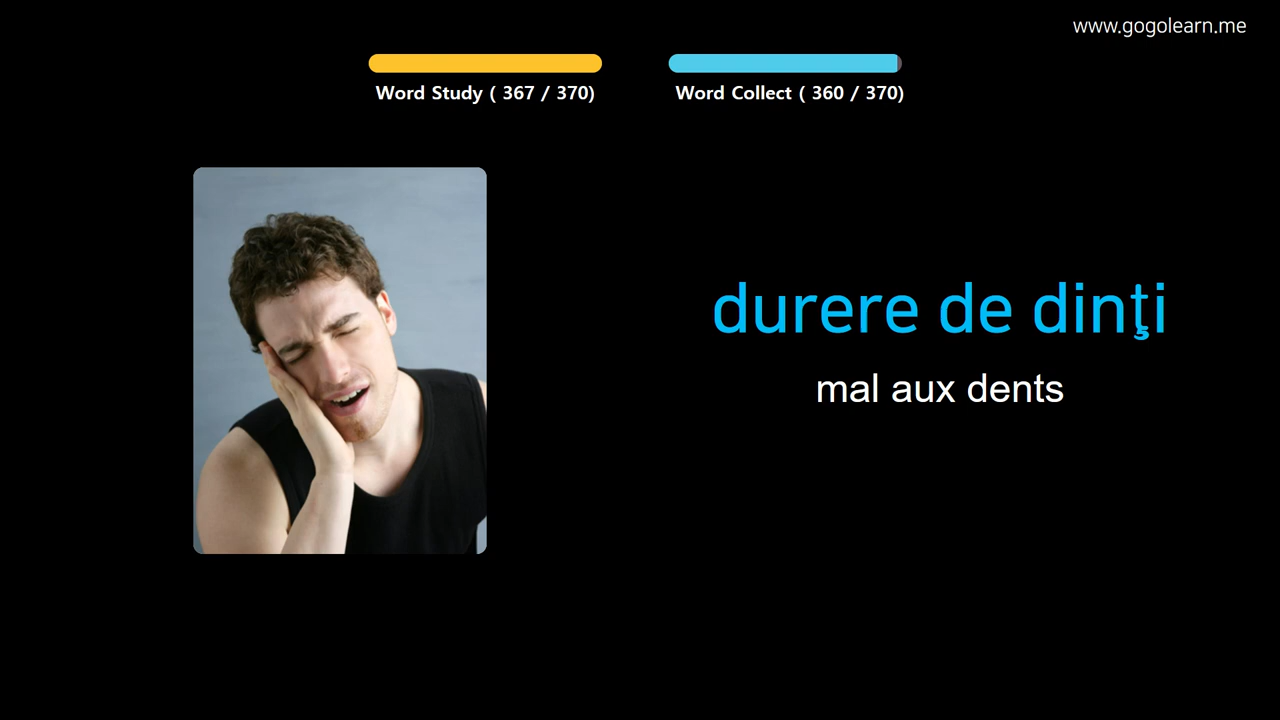 www.gogolearn.me
Word Study ( 367 / 370)
Word Collect ( 360 / 370)
durere de dinţi
mal aux dents